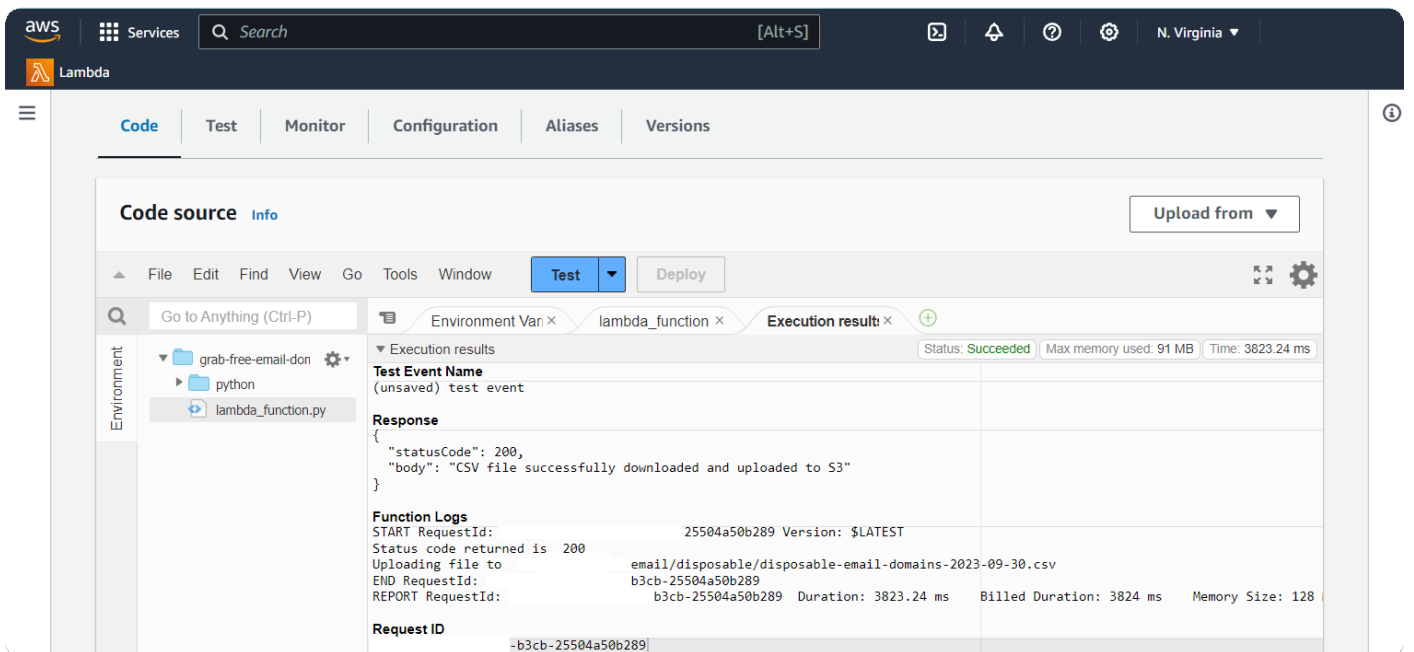 aws
Services
Search [Alt+S]
N. Virginia
Lambda
Code Test Monitor Configuration Aliases Versions
Code source Info
Upload from
File Edit Find View Go Tools Window Test Deploy
Go to Anything (Ctrl-P)
Environment Vari × lambda_function × Execution results ×
Environment
grab-free-email-don
python
lambda_function.py
Execution results
Status: Succeeded Max memory used: 91 MB Time: 3823.24 ms
Test Event Name
(unsaved) test event
Response
{
"statusCode": 200,
"body": "CSV file successfully downloaded and uploaded to S3"
}
Function Logs
START RequestId: 25504a50b289 Version: $LATEST
Status code returned is 200
Uploading file to email/disposable/disposable-email-domains-2023-09-30.csv
END RequestId: b3cb-25504a50b289
REPORT RequestId: b3cb-25504a50b289 Duration: 3823.24 ms Billed Duration: 3824 ms Memory Size: 128
Request ID
-b3cb-25504a50b289